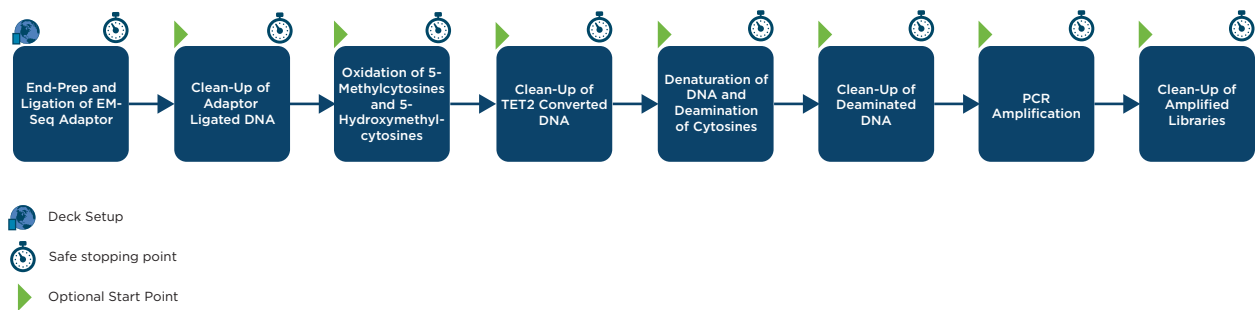 End-Prep and
Ligation of EM-
Seq Adaptor
Clean-Up of
Adaptor
Ligated DNA
Oxidation of 5-
Methylcytosines
and 5-
Hydroxymethyl-
cytosines
Clean-Up of
TET2 Converted
DNA
Denaturation of
DNA and
Deamination
of Cytosines
Clean-Up of
Deaminated
DNA
PCR
Amplification
Clean-Up of
Amplified
Libraries
Deck Setup
Safe stopping point
Optional Start Point